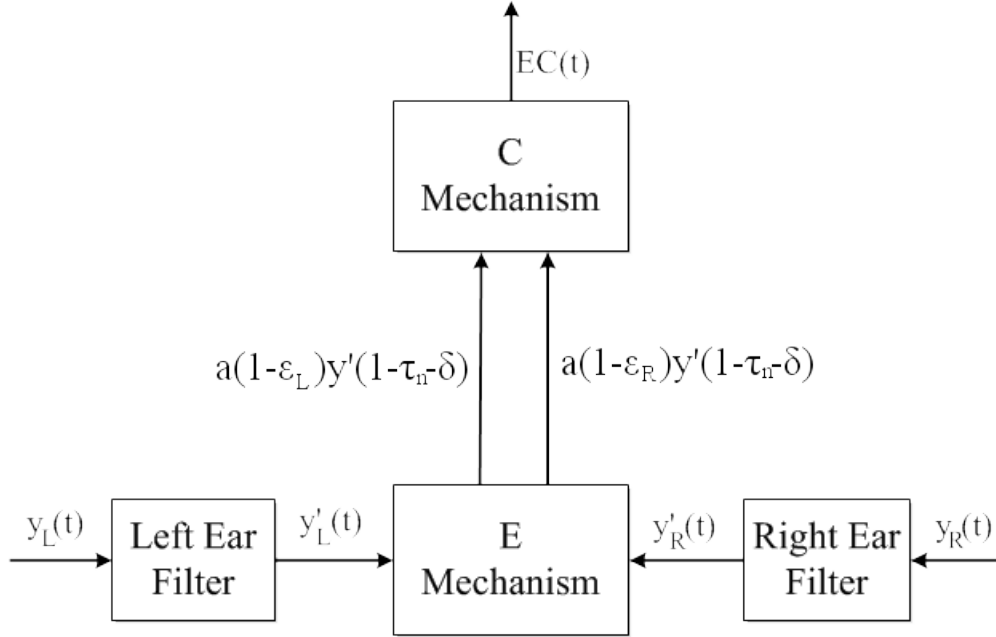 EC(t)
C
Mechanism
a(1-ε_L)y'(1-τ_n-δ)
a(1-ε_R)y'(1-τ_n-δ)
y_L(t)
Left Ear
Filter
y'_L(t)
E
Mechanism
y'_R(t)
Right Ear
Filter
y_R(t)